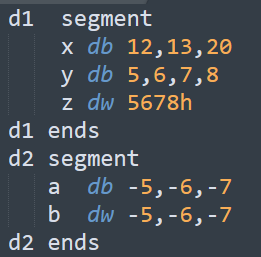 d1  segment
    x db 12,13,20
    y db 5,6,7,8
    z dw 5678h
d1 ends
d2 segment
    a  db -5,-6,-7
    b  dw -5,-6,-7
d2 ends